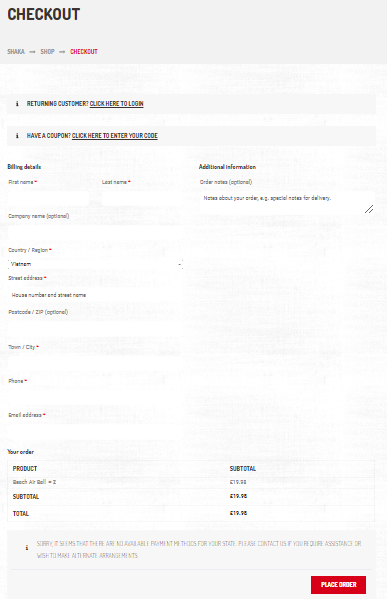 CHECKOUT
SHAKA ⟶ SHOP ⟶ CHECKOUT
RETURNING CUSTOMER? CLICK HERE TO LOGIN
HAVE A COUPON? CLICK HERE TO ENTER YOUR CODE
Billing details
First name *
Last name *
Company name (optional)
Country / Region *
Vietnam
Street address *
House number and street name
Postcode / ZIP (optional)
Town / City *
Phone *
Email address *
Additional information
Order notes (optional)
Notes about your order, e.g. special notes for delivery.
Your order
PRODUCT SUBTOTAL
Beach Air Ball × 2 £19.98
SUBTOTAL £19.98
TOTAL £19.98
SORRY, IT SEEMS THAT THERE ARE NO AVAILABLE PAYMENT METHODS FOR YOUR STATE. PLEASE CONTACT US IF YOU REQUIRE ASSISTANCE OR
WISH TO MAKE ALTERNATE ARRANGEMENTS.
PLACE ORDER